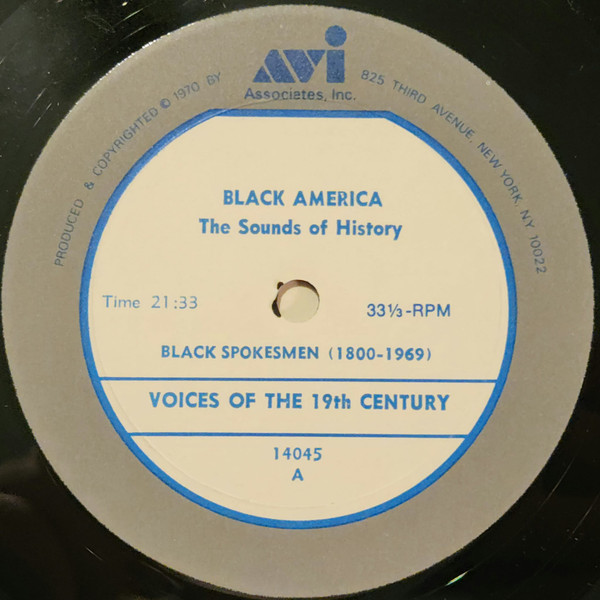 PRODUCED & COPYRIGHTED © 1970 BY
avi
Associates, Inc.
825 THIRD AVENUE, NEW YORK, NY 10022
BLACK AMERICA
The Sounds of History
Time 21:33
33⅓-RPM
BLACK SPOKESMEN (1800-1969)
VOICES OF THE 19th CENTURY
14045
A